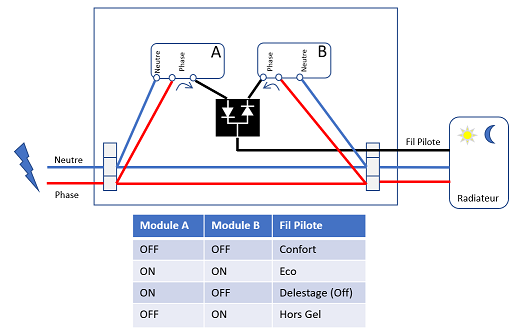 A
B
Neutre
Phase
Phase
Neutre
Fil Pilote
Neutre
Phase
Radiateur
Module A Module B Fil Pilote
OFF OFF Confort
ON ON Eco
ON OFF Delestage (Off)
OFF ON Hors Gel